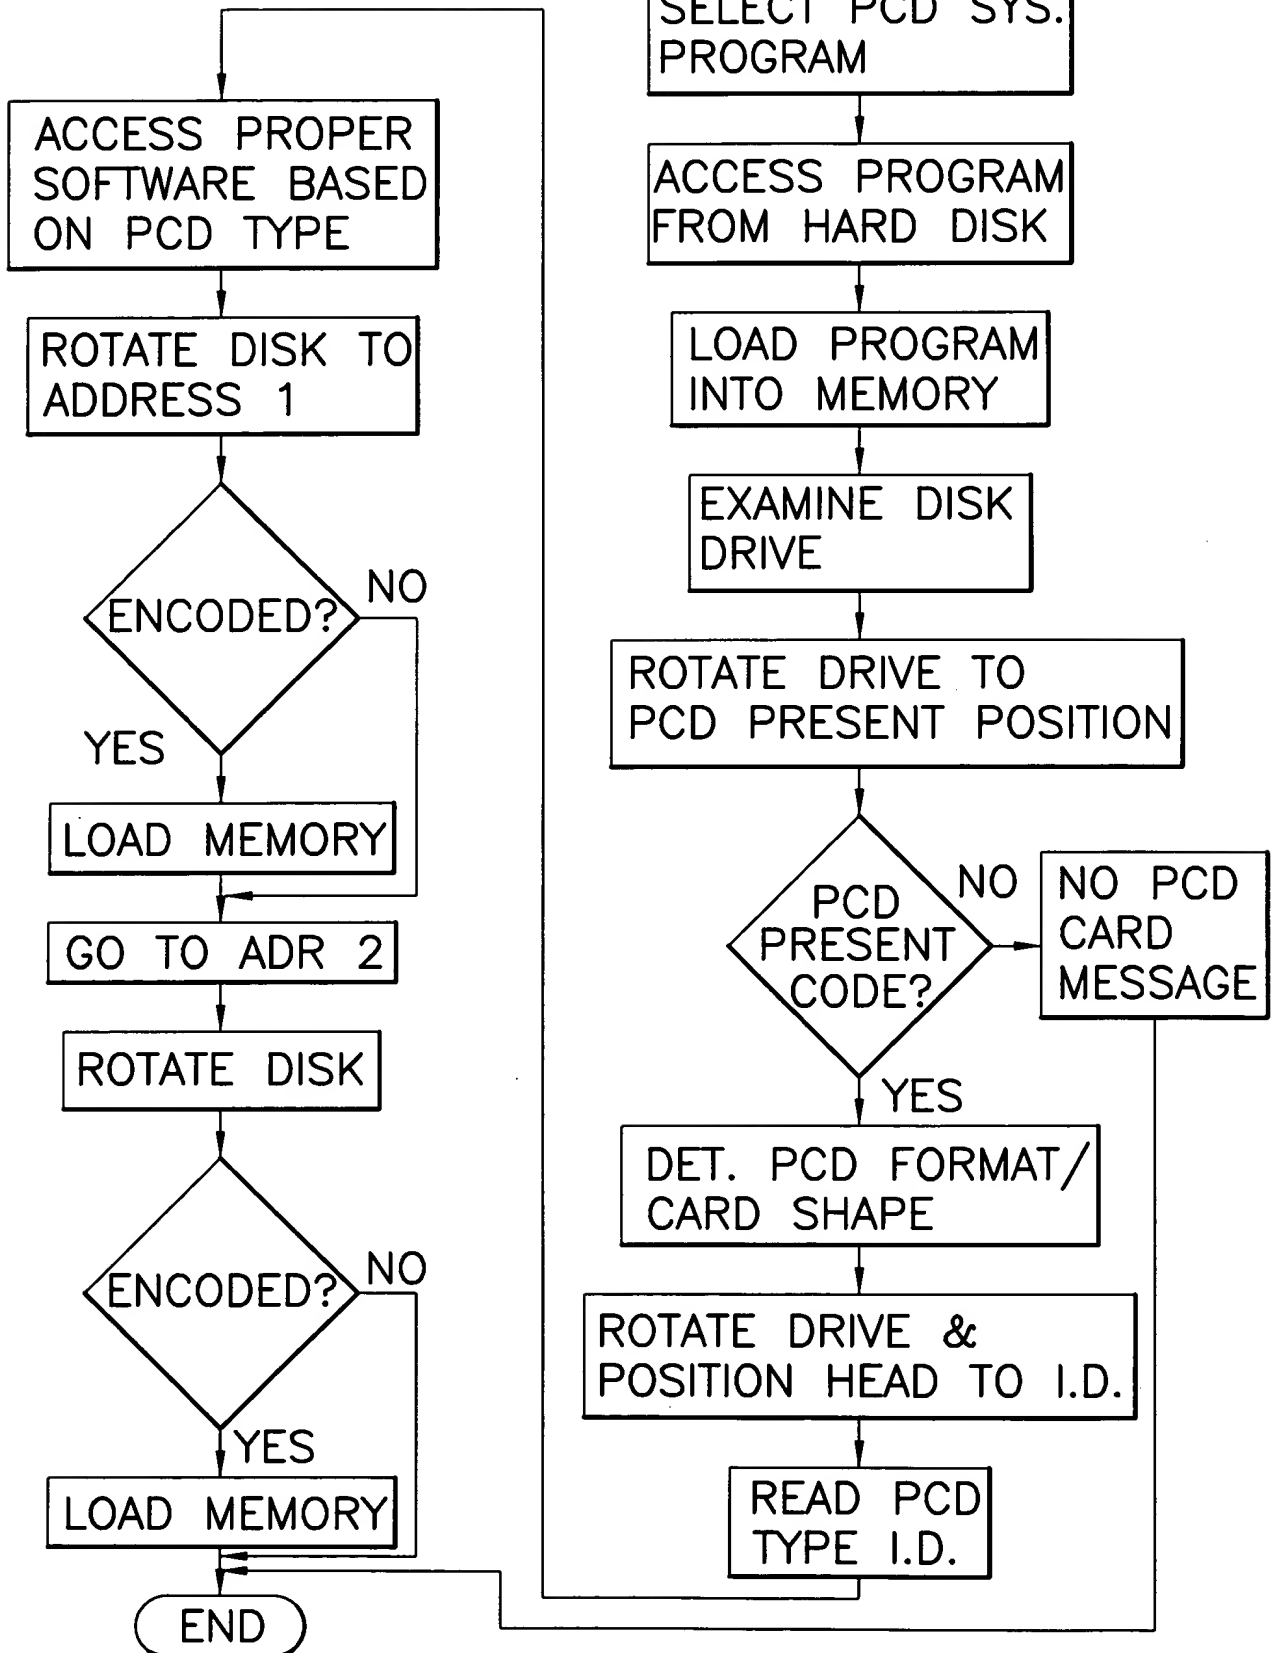 SELECT PCD SYS.
PROGRAM
ACCESS PROGRAM
FROM HARD DISK
LOAD PROGRAM
INTO MEMORY
EXAMINE DISK
DRIVE
ROTATE DRIVE TO
PCD PRESENT POSITION
PCD
PRESENT
CODE?
NO
NO PCD
CARD
MESSAGE
YES
DET. PCD FORMAT/
CARD SHAPE
ROTATE DRIVE &
POSITION HEAD TO I.D.
READ PCD
TYPE I.D.
ACCESS PROPER
SOFTWARE BASED
ON PCD TYPE
ROTATE DISK TO
ADDRESS 1
ENCODED?
NO
YES
LOAD MEMORY
GO TO ADR 2
ROTATE DISK
ENCODED?
NO
YES
LOAD MEMORY
END